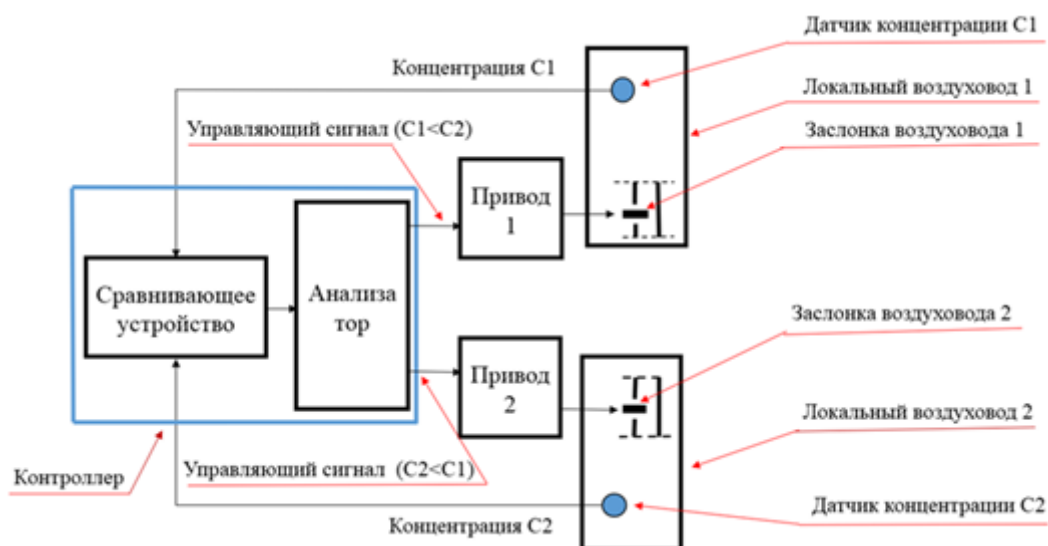 Датчик концентрации С1
Концентрация С1
Локальный воздуховод 1
Управляющий сигнал (С1<С2)
Заслонка воздуховода 1
Привод
1
Сравнивающее
устройство
Анализа
тор
Заслонка воздуховода 2
Привод
2
Локальный воздуховод 2
Контроллер
Управляющий сигнал (С2<С1)
Концентрация С2
Датчик концентрации С2